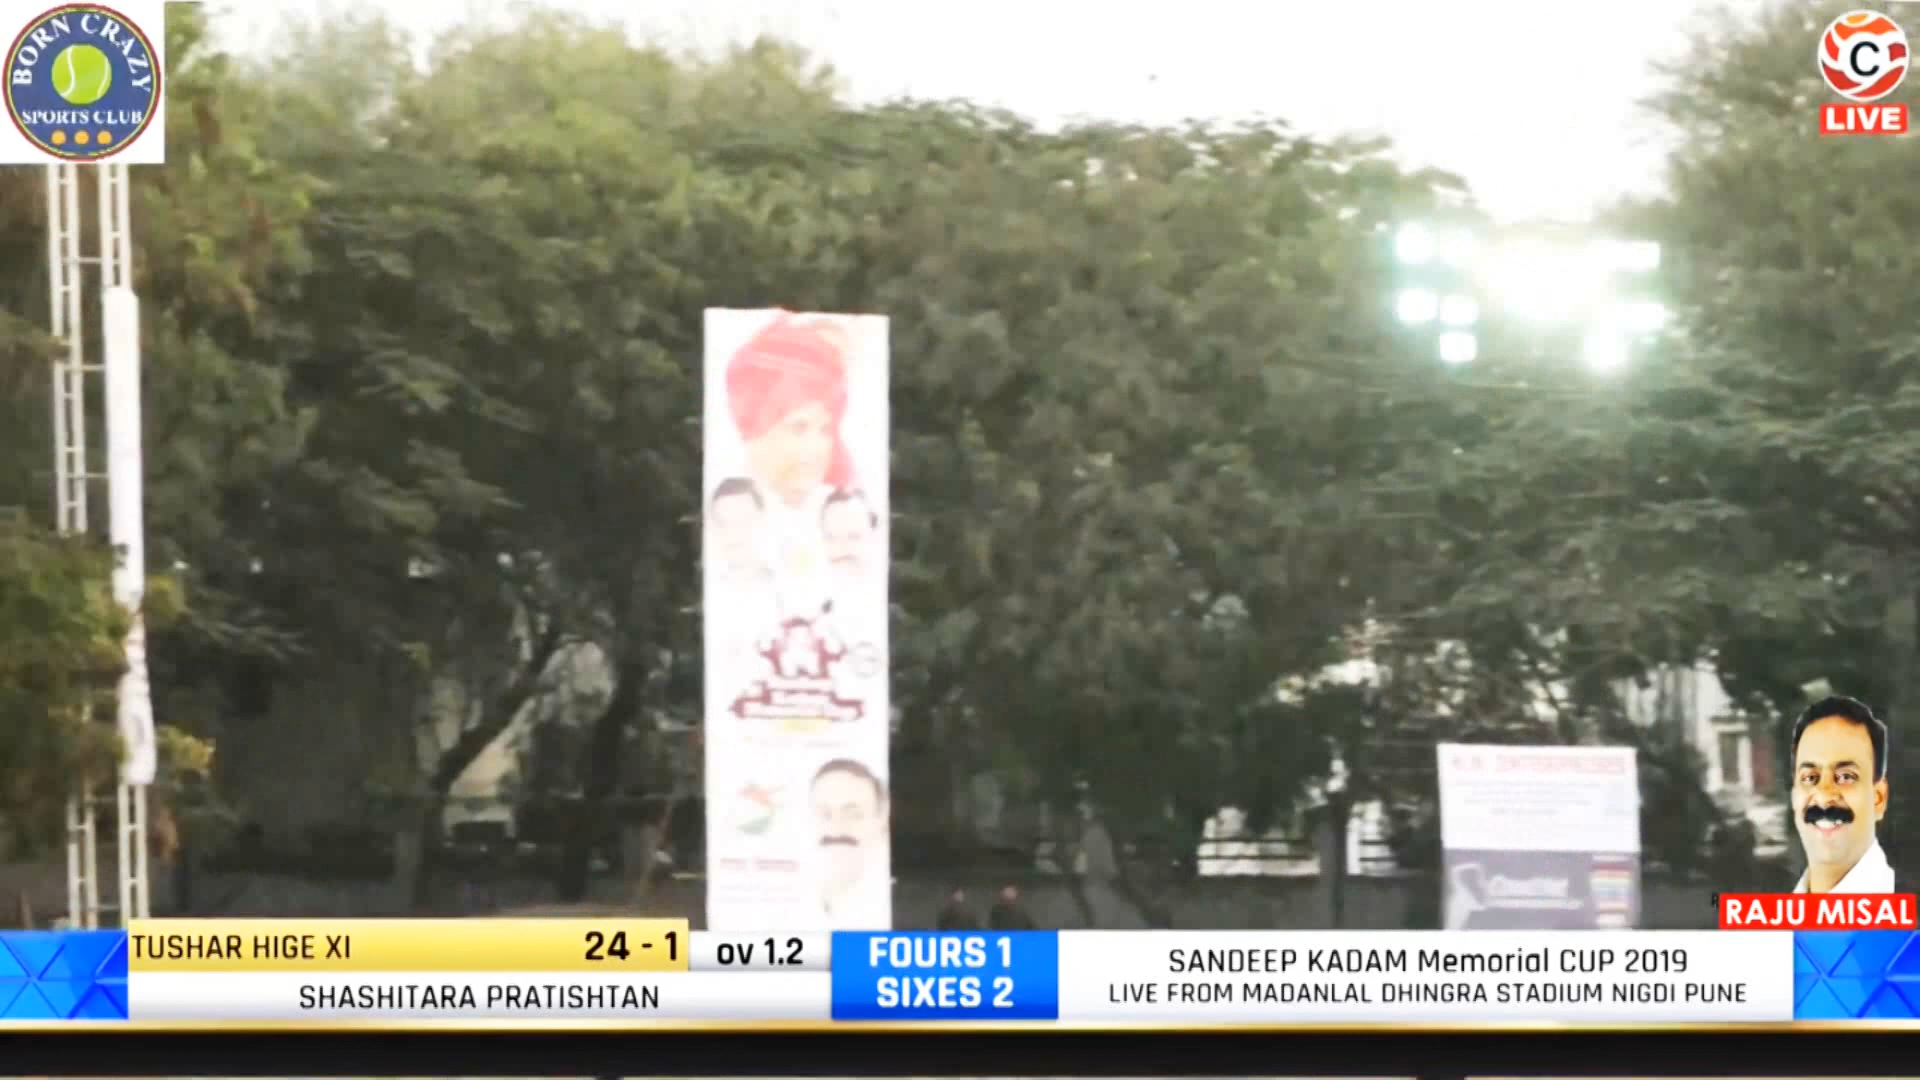 BORN CRAZY
SPORTS CLUB
C
LIVE
RAJU MISAL
TUSHAR HIGE XI 24 - 1 OV 1.2
SHASHITARA PRATISHTAN
FOURS 1
SIXES 2
SANDEEP KADAM Memorial CUP 2019
LIVE FROM MADANLAL DHINGRA STADIUM NIGDI PUNE